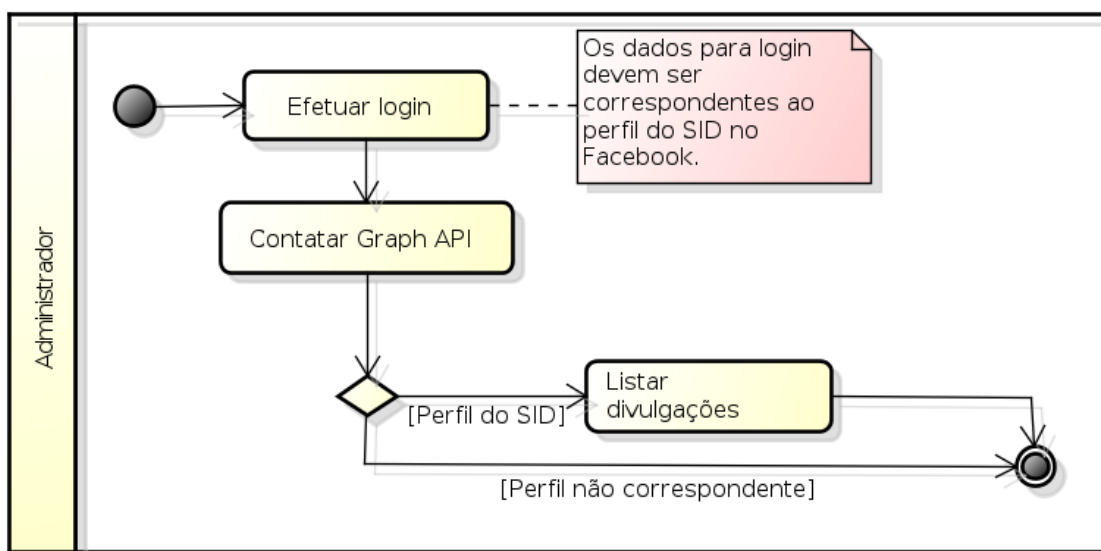 Administrador
Efetuar login
Os dados para login
devem ser
correspondentes ao
perfil do SID no
Facebook.
Contatar Graph API
[Perfil do SID]
Listar
divulgações
[Perfil não correspondente]